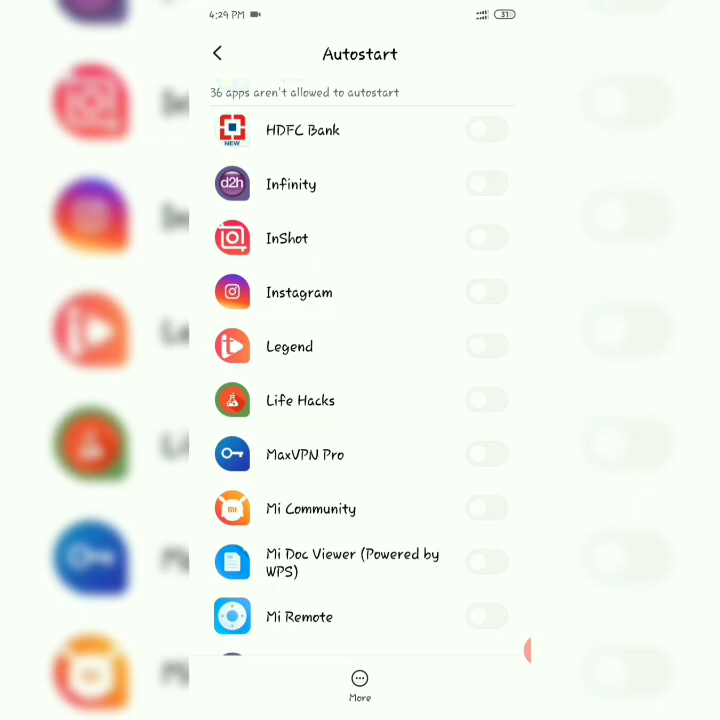 4:29 PM
31
Autostart
36 apps aren't allowed to autostart
NEW
HDFC Bank
d2h
Infinity
InShot
Instagram
Legend
Life Hacks
MaxVPN Pro
mi
Mi Community
Mi Doc Viewer (Powered by
WPS)
Mi Remote
More